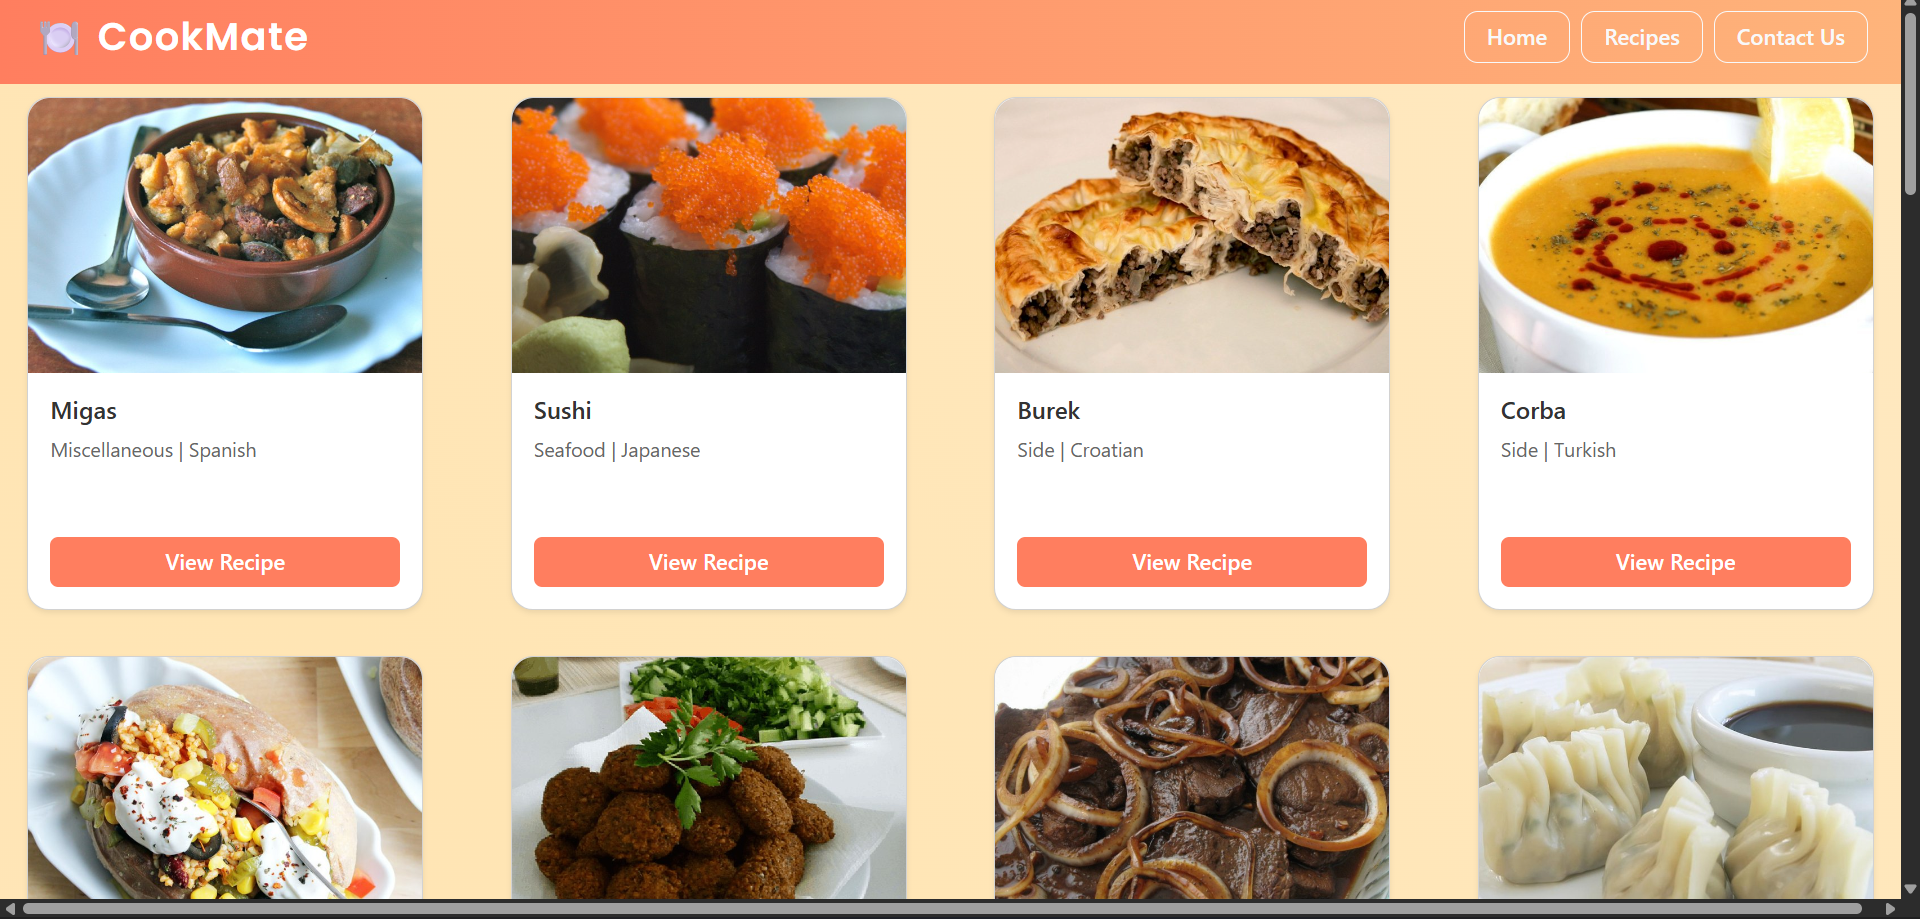 CookMate
Home
Recipes
Contact Us
Migas
Miscellaneous | Spanish
View Recipe
Sushi
Seafood | Japanese
View Recipe
Burek
Side | Croatian
View Recipe
Corba
Side | Turkish
View Recipe